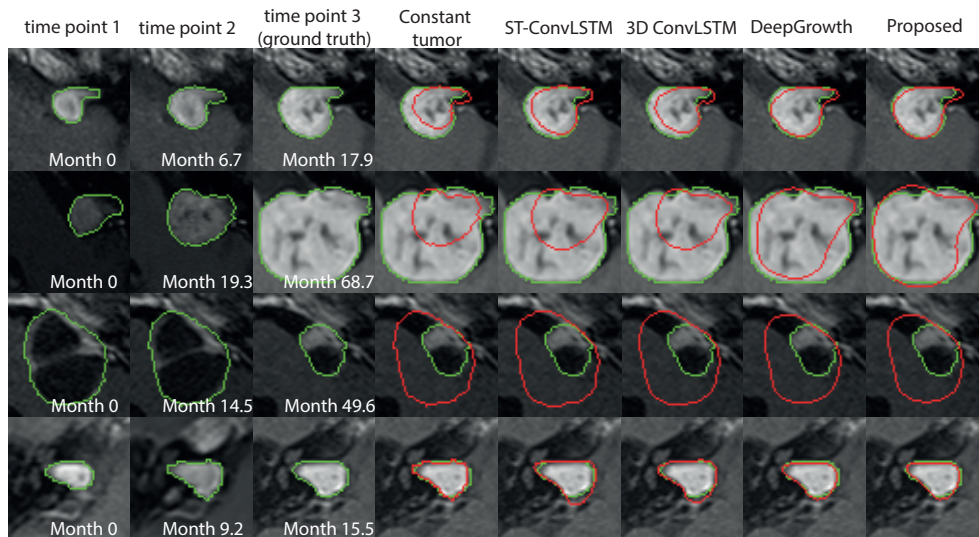 time point 1 time point 2 time point 3 Constant ST-ConvLSTM 3D ConvLSTM DeepGrowth Proposed
(ground truth) tumor
Month 0 Month 6.7 Month 17.9
Month 0 Month 19.3 Month 68.7
Month 0 Month 14.5 Month 49.6
Month 0 Month 9.2 Month 15.5